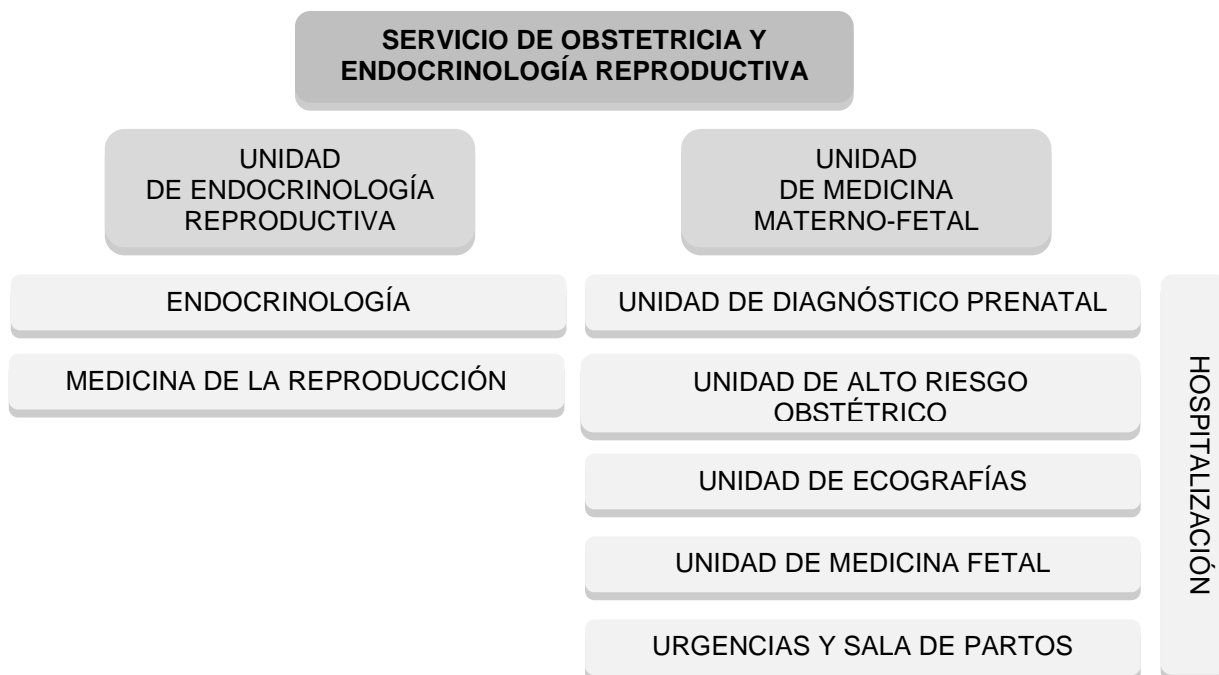 SERVICIO DE OBSTETRICIA Y
ENDOCRINOLOGÍA REPRODUCTIVA
UNIDAD
DE ENDOCRINOLOGÍA
REPRODUCTIVA
UNIDAD
DE MEDICINA
MATERNO-FETAL
ENDOCRINOLOGÍA
MEDICINA DE LA REPRODUCCIÓN
UNIDAD DE DIAGNÓSTICO PRENATAL
UNIDAD DE ALTO RIESGO
OBSTÉTRICO
UNIDAD DE ECOGRAFÍAS
UNIDAD DE MEDICINA FETAL
URGENCIAS Y SALA DE PARTOS
HOSPITALIZACIÓN